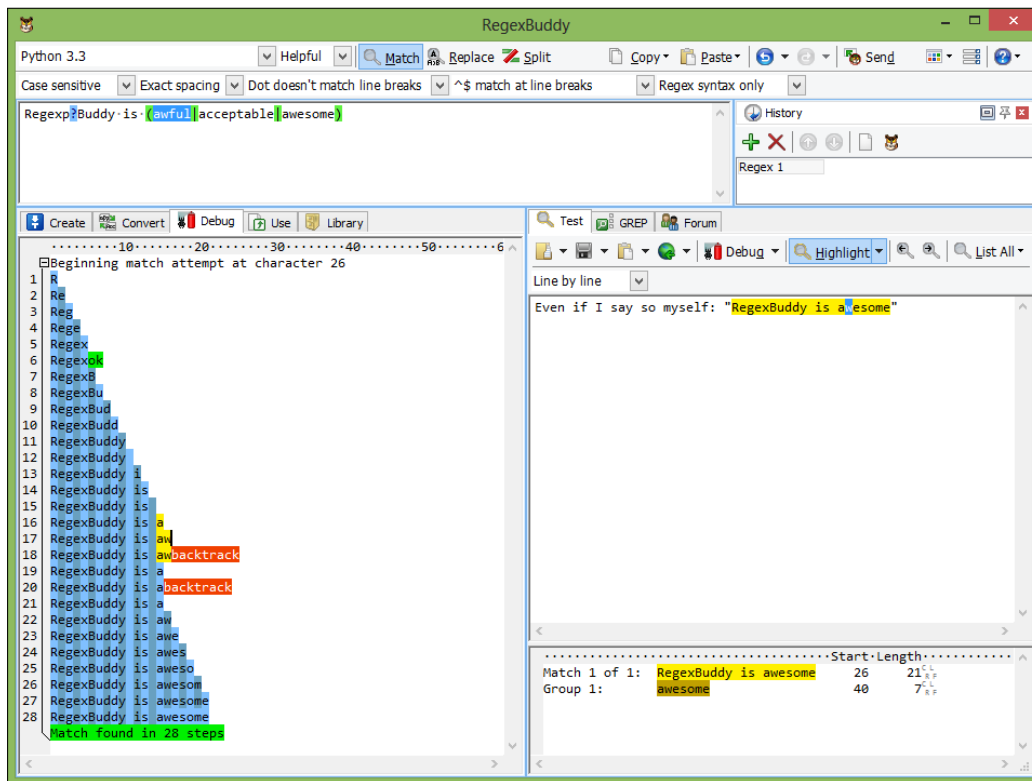 RegexBuddy
Python 3.3 Helpful Match Replace Split Copy Paste Send
Case sensitive Exact spacing Dot doesn't match line breaks ^$ match at line breaks Regex syntax only
Regexp?Buddy·is·(awful|acceptable|awesome)
History
Regex 1
Create Convert Debug Use Library
Test GREP Forum
Debug Highlight List All
Line by line
Even if I say so myself: "RegexBuddy is awesome"
·········10········20········30········40········50········6
Beginning match attempt at character 26
1 R
2 Re
3 Reg
4 Rege
5 Regex
6 Regexok
7 RegexB
8 RegexBu
9 RegexBud
10 RegexBudd
11 RegexBuddy
12 RegexBuddy
13 RegexBuddy i
14 RegexBuddy is
15 RegexBuddy is
16 RegexBuddy is a
17 RegexBuddy is aw
18 RegexBuddy is awbacktrack
19 RegexBuddy is a
20 RegexBuddy is abacktrack
21 RegexBuddy is a
22 RegexBuddy is aw
23 RegexBuddy is awe
24 RegexBuddy is awes
25 RegexBuddy is aweso
26 RegexBuddy is awesom
27 RegexBuddy is awesome
28 RegexBuddy is awesome
Match found in 28 steps
Start·Length
Match 1 of 1: RegexBuddy is awesome 26 21
Group 1: awesome 40 7